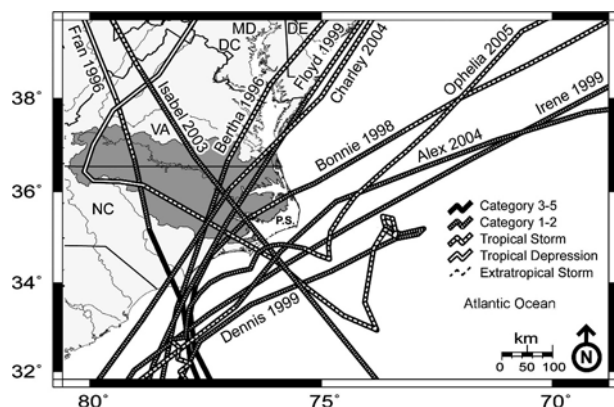 MD
DE
DC
Fran 1996
Isabel 2003
Bertha 1996
Floyd 1999
Charley 2004
Ophelia 2005
Irene 1999
38°
VA
Bonnie 1998
Alex 2004
36°
NC
P.S.
Category 3-5
Category 1-2
Tropical Storm
Tropical Depression
Extratropical Storm
34°
Dennis 1999
Atlantic Ocean
km
0 50 100
N
32°
80°
75°
70°